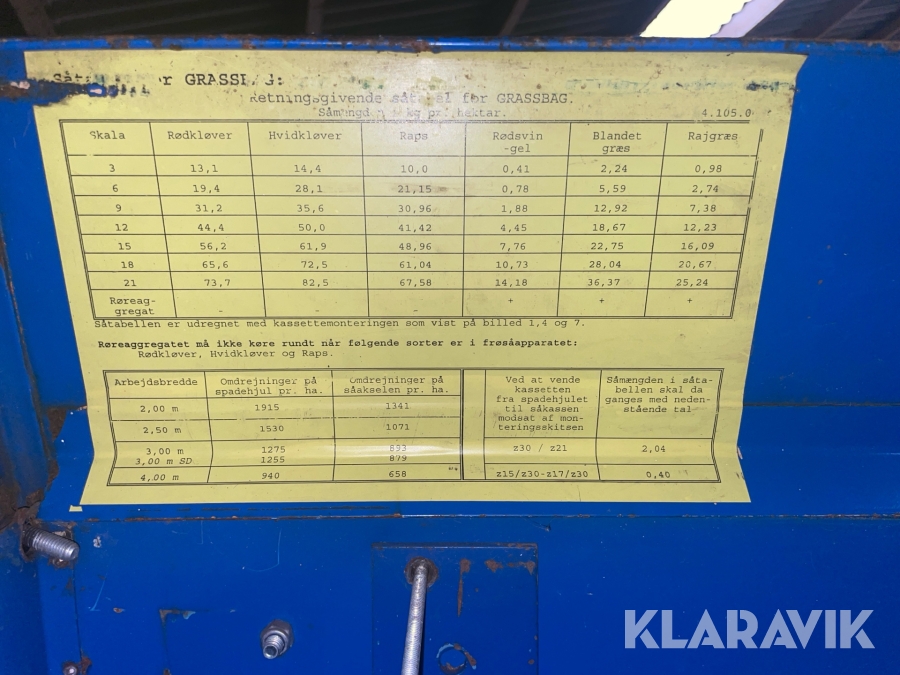 GRASSBAG:
Retningsgivende såtal for GRASSBAG.
Såmængd kg pr. hektar. 4.105.0
Skala Rødkløver Hvidkløver Raps Rødsvin-gel Blandet græs Rajgræs
3 13,1 14,4 10,0 0,41 2,24 0,98
6 19,4 28,1 21,15 0,78 5,59 2,74
9 31,2 35,6 30,96 1,88 12,92 7,38
12 44,4 50,0 41,42 4,45 18,67 12,23
15 56,2 61,9 48,96 7,76 22,75 16,09
18 65,6 72,5 61,04 10,73 28,04 20,67
21 73,7 82,5 67,58 14,18 36,37 25,24
Røreag-gregat - - - + + +
Såtabellen er udregnet med kassettemonteringen som vist på billed 1,4 og 7.
Røreaggregatet må ikke køre rundt når følgende sorter er i frøsåapparatet:
Rødkløver, Hvidkløver og Raps.
Arbejdsbredde Omdrejninger på spadehjul pr. ha. Omdrejninger på såakselen pr. ha.
2,00 m 1915 1341
2,50 m 1530 1071
3,00 m 1275 893
3,00 m SD 1255 879
4,00 m 940 658
Ved at vende Såmængden i såta-
kassetten bellen skal da
fra spadehjulet ganges med neden-
til såkassen stående tal
modsat af mon-
teringsskitsen
z30 / z21 2,04
z15/z30-z17/z30 0,40
KLARAVIK